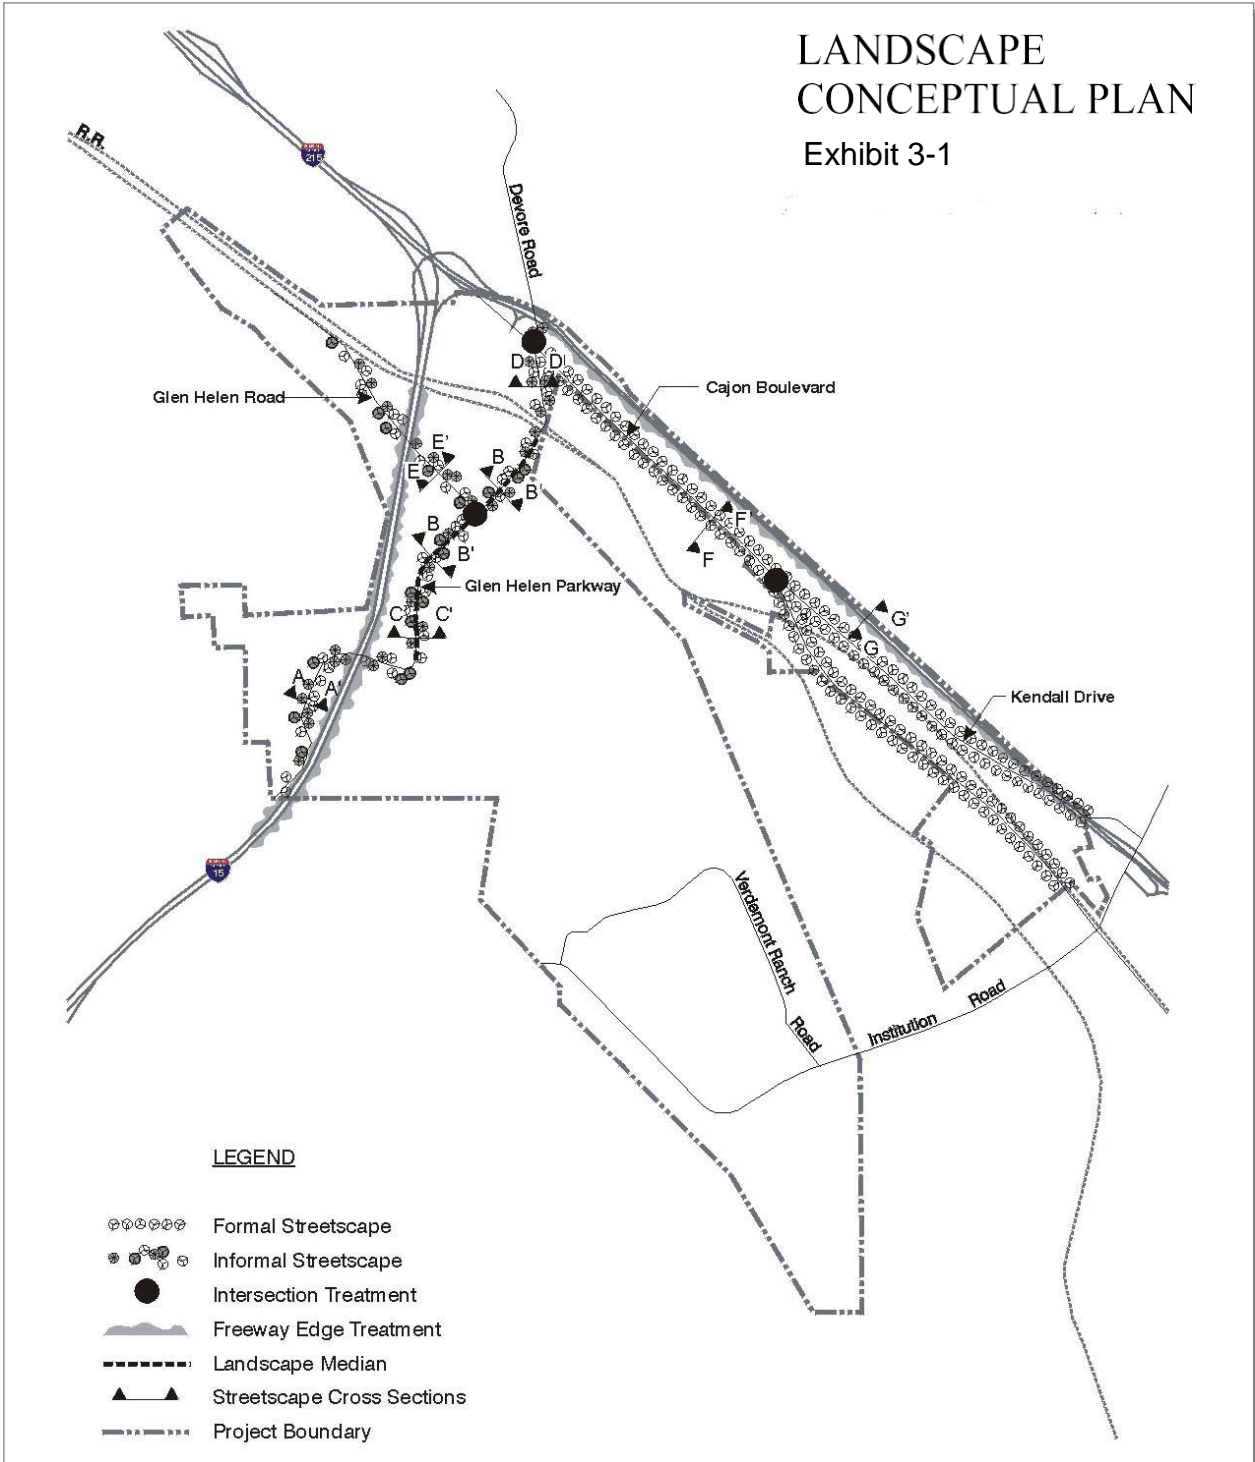 LANDSCAPE
CONCEPTUAL PLAN
Exhibit 3-1
R.R.
215
Devore Road
D D'
Glen Helen Road
Cajon Boulevard
E'
E
B
B'
F'
F
B
B'
Glen Helen Parkway
C C'
G'
G
A
A'
Kendall Drive
15
Verdemont Ranch
Road
Institution Road
LEGEND
Formal Streetscape
Informal Streetscape
Intersection Treatment
Freeway Edge Treatment
Landscape Median
Streetscape Cross Sections
Project Boundary